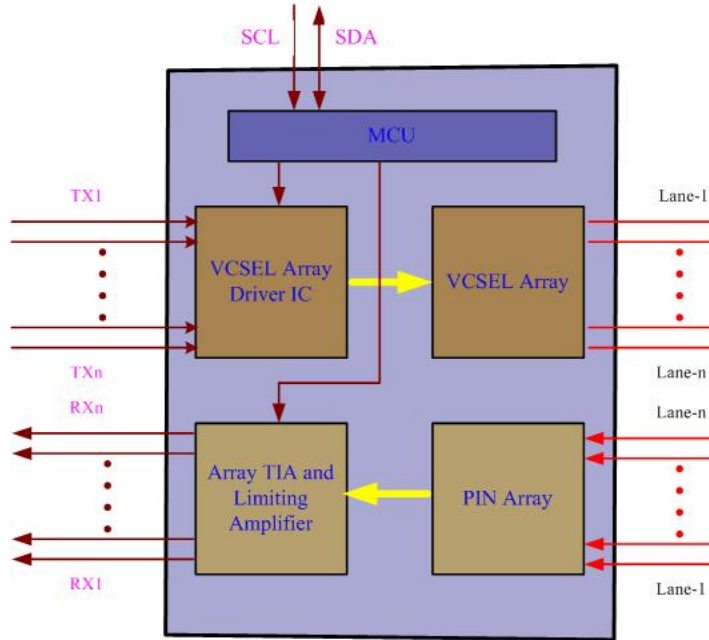 SCL
SDA
MCU
TX1
Lane-1
VCSEL Array
Driver IC
VCSEL Array
TXn
Lane-n
RXn
Lane-n
Array TIA and
Limiting
Amplifier
PIN Array
RX1
Lane-1